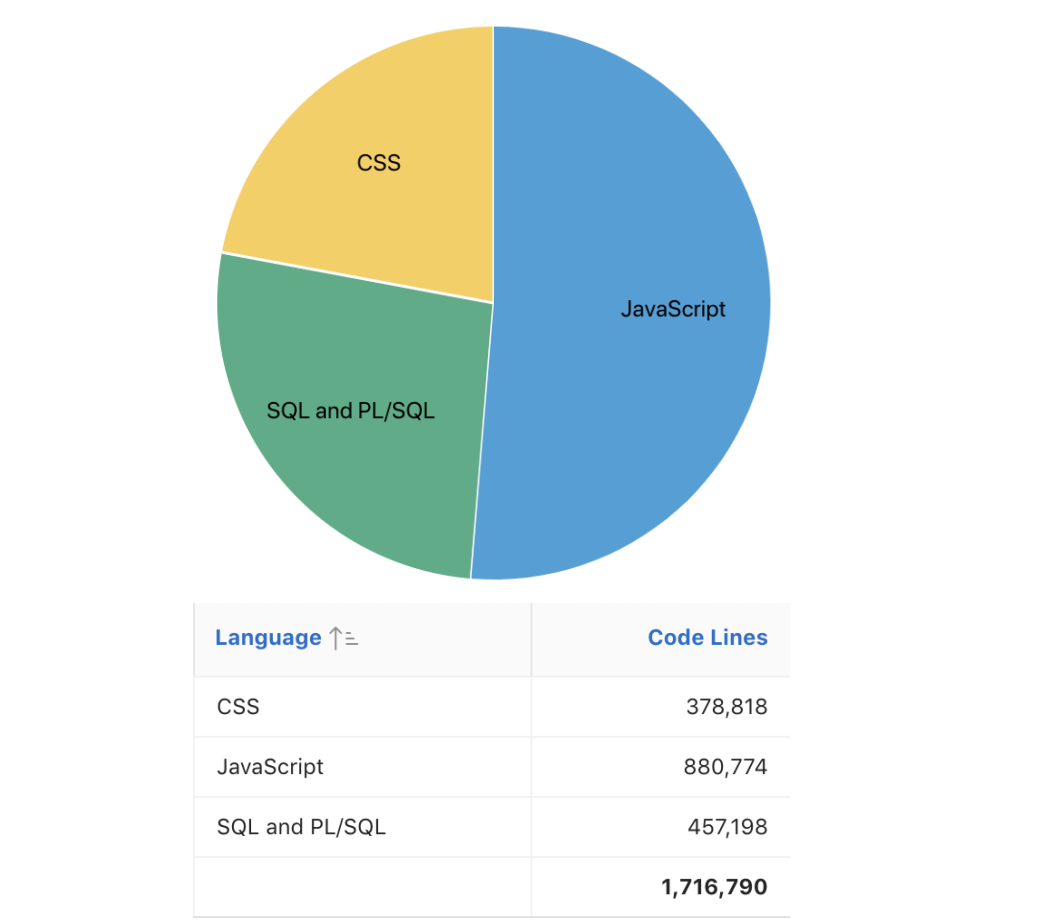 CSS
JavaScript
SQL and PL/SQL
Language Code Lines
CSS 378,818
JavaScript 880,774
SQL and PL/SQL 457,198
1,716,790